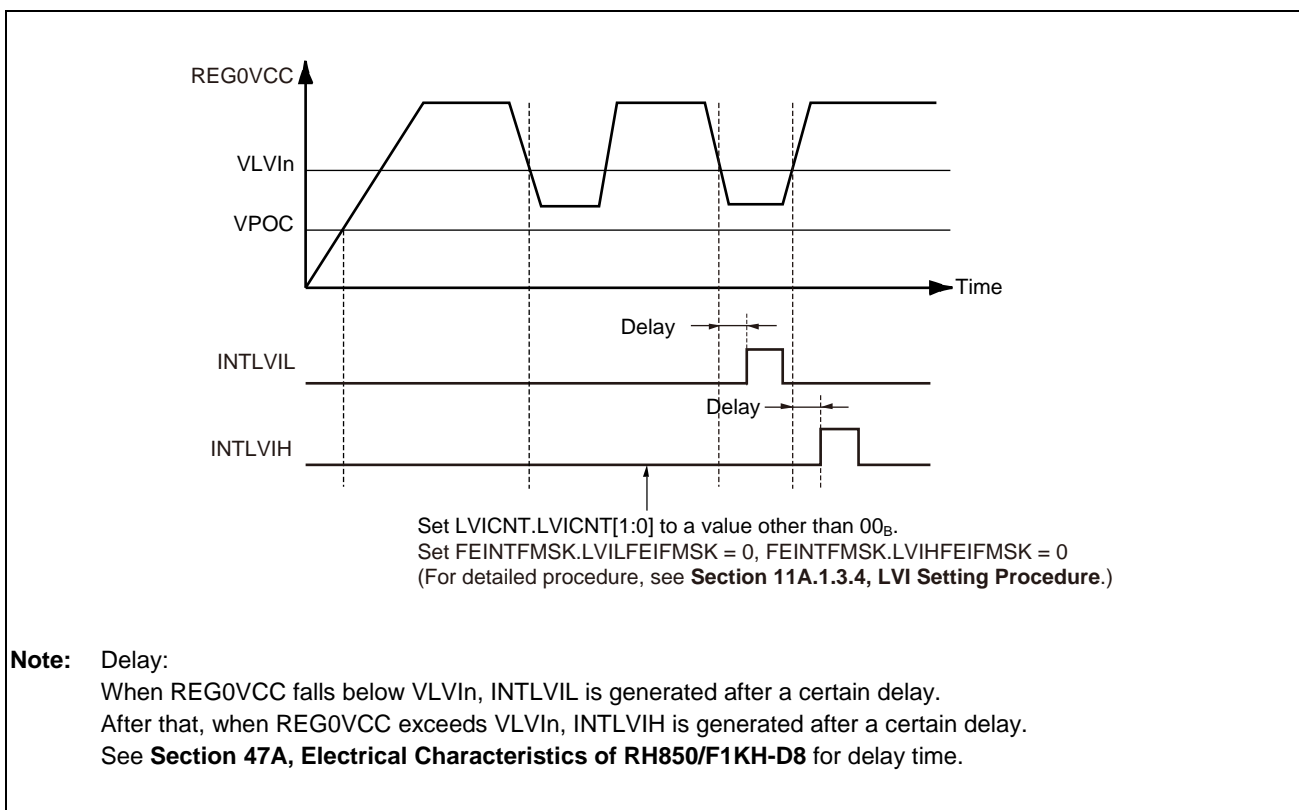 REG0VCC
VLVIn
VPOC
Time
Delay
INTLVIL
Delay
INTLVIH
Set LVICNT.LVICNT[1:0] to a value other than 00B.
Set FEINTFMSK.LVILFEIFMSK = 0, FEINTFMSK.LVIHFEIFMSK = 0
(For detailed procedure, see Section 11A.1.3.4, LVI Setting Procedure.)
Note: Delay:
When REG0VCC falls below VLVIn, INTLVIL is generated after a certain delay.
After that, when REG0VCC exceeds VLVIn, INTLVIH is generated after a certain delay.
See Section 47A, Electrical Characteristics of RH850/F1KH-D8 for delay time.